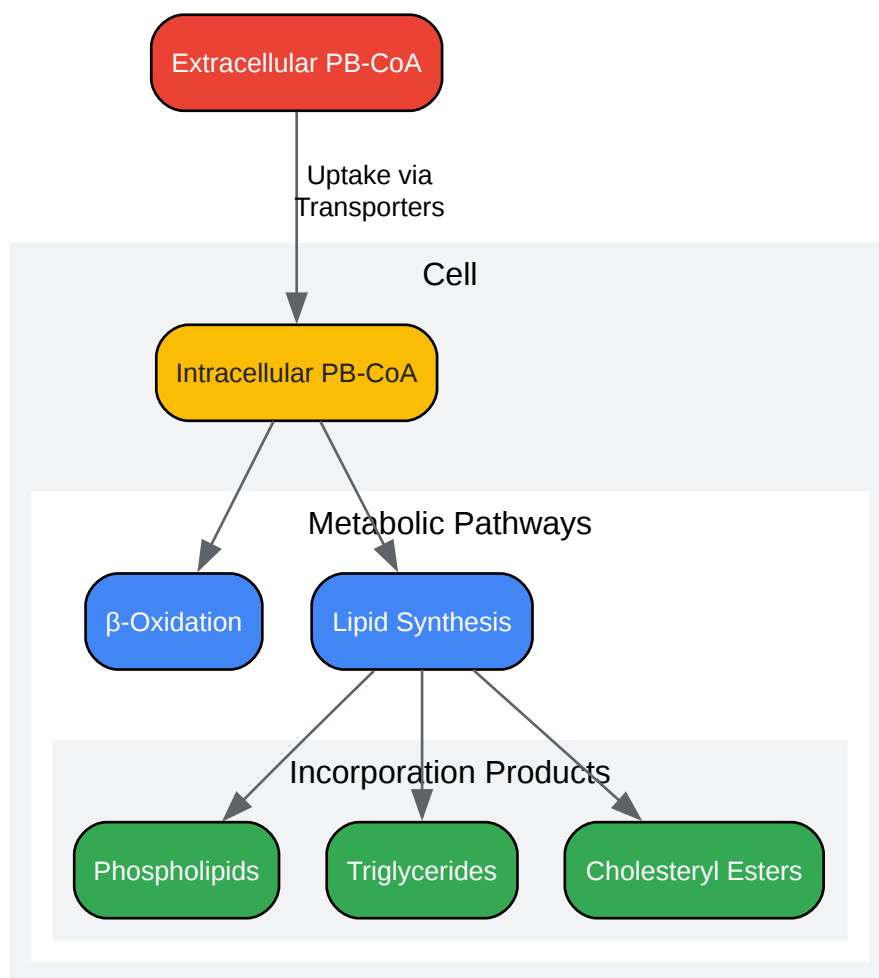 Extracellular PB-CoA
Uptake via
Transporters
Cell
Intracellular PB-CoA
Metabolic Pathways
β-Oxidation
Lipid Synthesis
Incorporation Products
Phospholipids
Triglycerides
Cholesteryl Esters